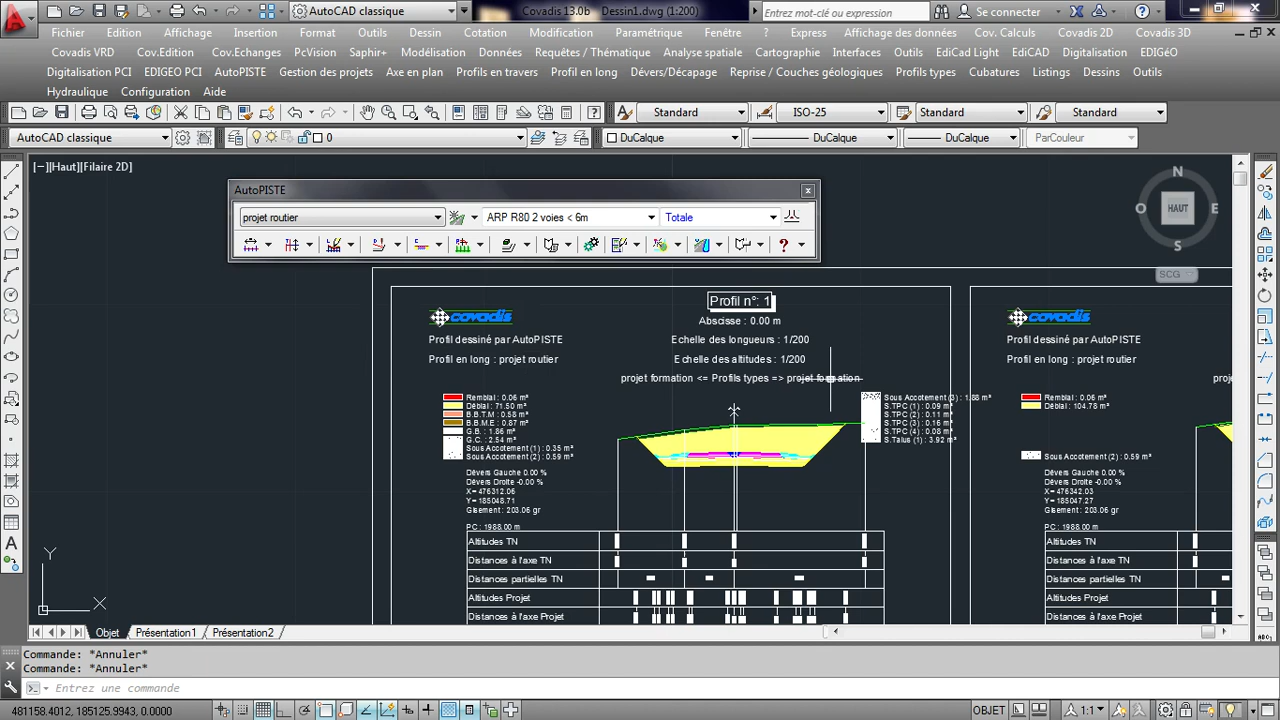 AutoCAD classique
Covadis 13.0b Dessin1.dwg (1:200)
Entrez mot-clé ou expression
Se connecter
Fichier Edition Affichage Insertion Format Outils Dessin Cotation Modification Paramétrique Fenêtre ? Express Affichage des données Cov. Calculs Covadis 2D Covadis 3D
Covadis VRD Cov.Edition Cov.Echanges PcVision Saphir+ Modélisation Données Requêtes / Thématique Analyse spatiale Cartographie Interfaces Outils EdiCad Light EdiCAD Digitalisation EDIGéO
Digitalisation PCI EDIGEO PCI AutoPISTE Gestion des projets Axe en plan Profils en travers Profil en long Dévers/Décapage Reprise / Couches géologiques Profils types Cubatures Listings Dessins Outils
Hydraulique Configuration Aide
Standard ISO-25 Standard Standard
AutoCAD classique 0 DuCalque DuCalque DuCalque ParCouleur
[−][Haut][Filaire 2D]
AutoPISTE
projet routier ARP R80 2 voies < 6m Totale
N
O HAUT E
S
SCG
Profil n°: 1
covadis
Abscisse : 0.00 m
covadis
Profil dessiné par AutoPISTE
Echelle des longueurs : 1/200
Profil dessiné par AutoPISTE
Profil en long : projet routier
Echelle des altitudes : 1/200
Profil en long : projet routier
projet formation <= Profils types => projet formation
proj
Remblai : 0.06 m²
Déblai : 71.50 m²
B.B.T.M : 0.58 m²
B.B.M.E : 0.87 m²
G.B. : 1.86 m²
G.C. : 2.54 m²
Sous Accotement (1) : 0.35 m²
Sous Accotement (2) : 0.59 m²
Sous Accotement (3) : 1.88 m²
S.TPC (1) : 0.09 m²
S.TPC (2) : 0.11 m²
S.TPC (3) : 0.16 m²
S.TPC (4) : 0.08 m²
S.Talus (1) : 3.92 m²
Remblai : 0.06 m²
Déblai : 104.78 m²
Sous Accotement (2) : 0.59 m²
Dévers Gauche 0.00 %
Dévers Droite -0.00 %
X= 476312.06
Y= 185048.71
Gisement : 203.06 gr
PC : 1988.00 m
Dévers Gauche 0.00 %
Dévers Droite -0.00 %
X= 476342.03
Y= 185047.27
Gisement : 203.06 gr
PC : 1988.00 m
Altitudes TN
Distances à l'axe TN
Distances partielles TN
Altitudes Projet
Distances à l'axe Projet
Altitudes TN
Distances à l'axe TN
Distances partielles TN
Altitudes Projet
Distances à l'axe Projet
Y
X
Objet Présentation1 Présentation2
Commande: *Annuler*
Commande: *Annuler*
Entrez une commande
481158.4012, 185125.9943, 0.0000
OBJET 1:1